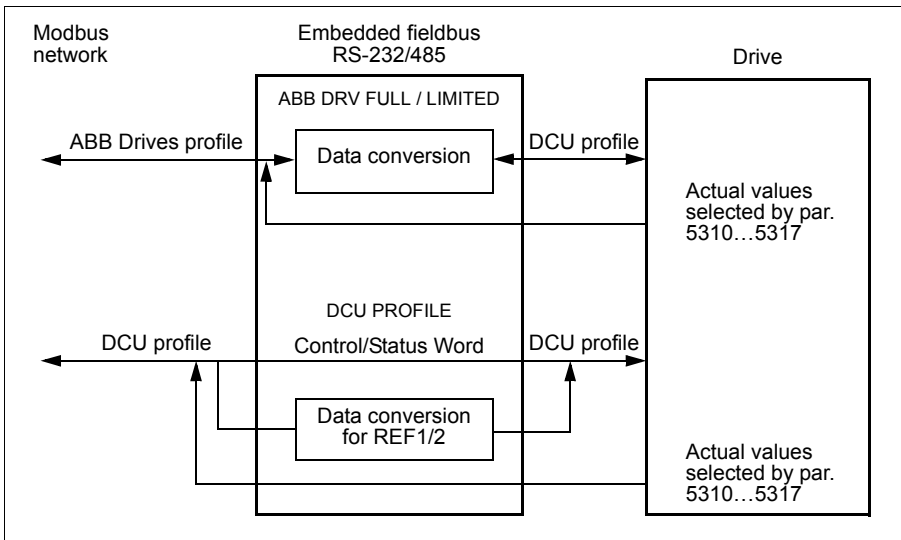 Modbus
network
Embedded fieldbus
RS-232/485
Drive
ABB DRV FULL / LIMITED
ABB Drives profile
Data conversion
DCU profile
Actual values
selected by par.
5310…5317
DCU PROFILE
DCU profile
Control/Status Word
DCU profile
Data conversion
for REF1/2
Actual values
selected by par.
5310…5317